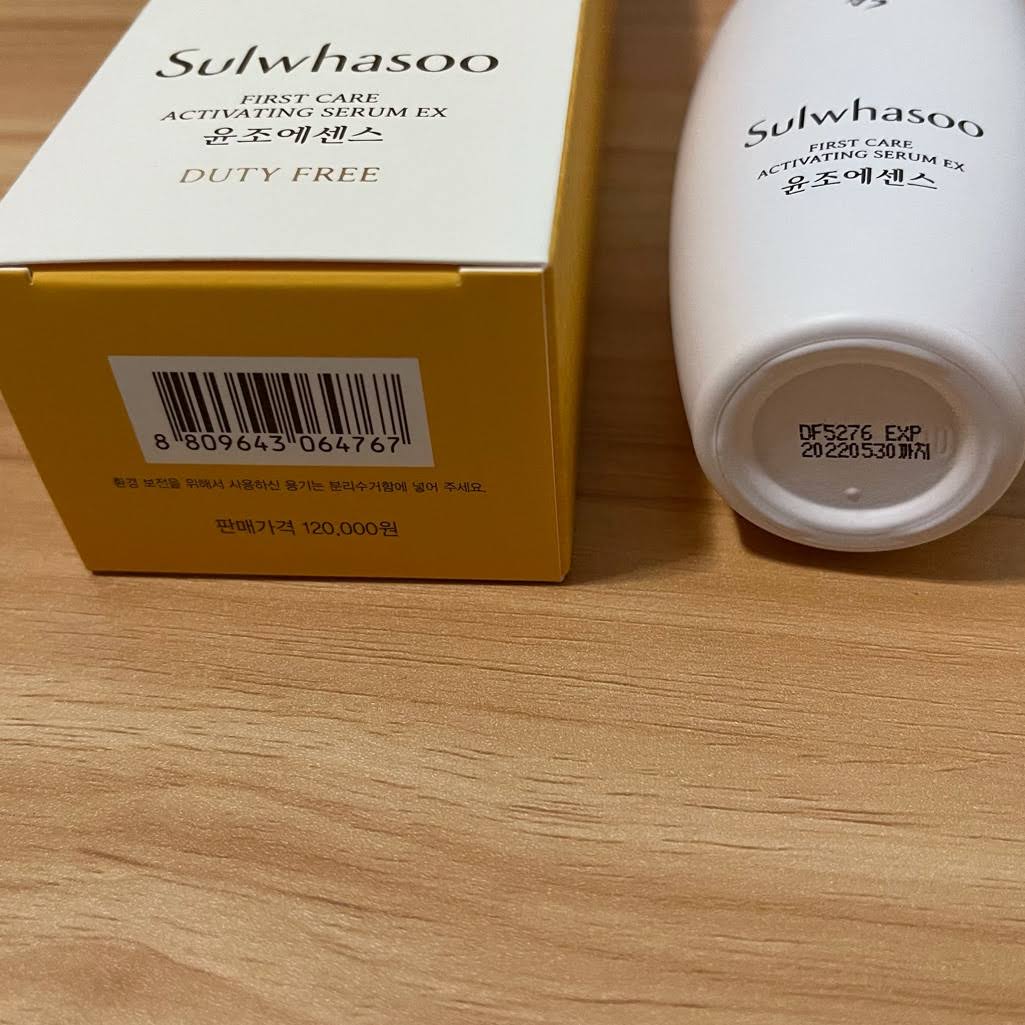 Sulwhasoo
FIRST CARE
ACTIVATING SERUM EX
윤조에센스
DUTY FREE
8 809643 064767
환경 보전을 위해서 사용하신 용기는 분리수거함에 넣어 주세요.
판매가격 120,000원
Sulwhasoo
FIRST CARE
ACTIVATING SERUM EX
윤조에센스
DF5276 EXP
20220530까지